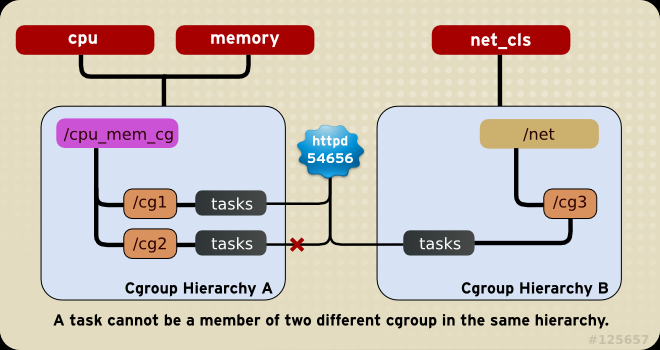 cpu
memory
net_cls
/cpu_mem_cg
httpd
54656
/net
/cg1
tasks
/cg3
/cg2
tasks
tasks
Cgroup Hierarchy A
Cgroup Hierarchy B
A task cannot be a member of two different cgroup in the same hierarchy.
#125657